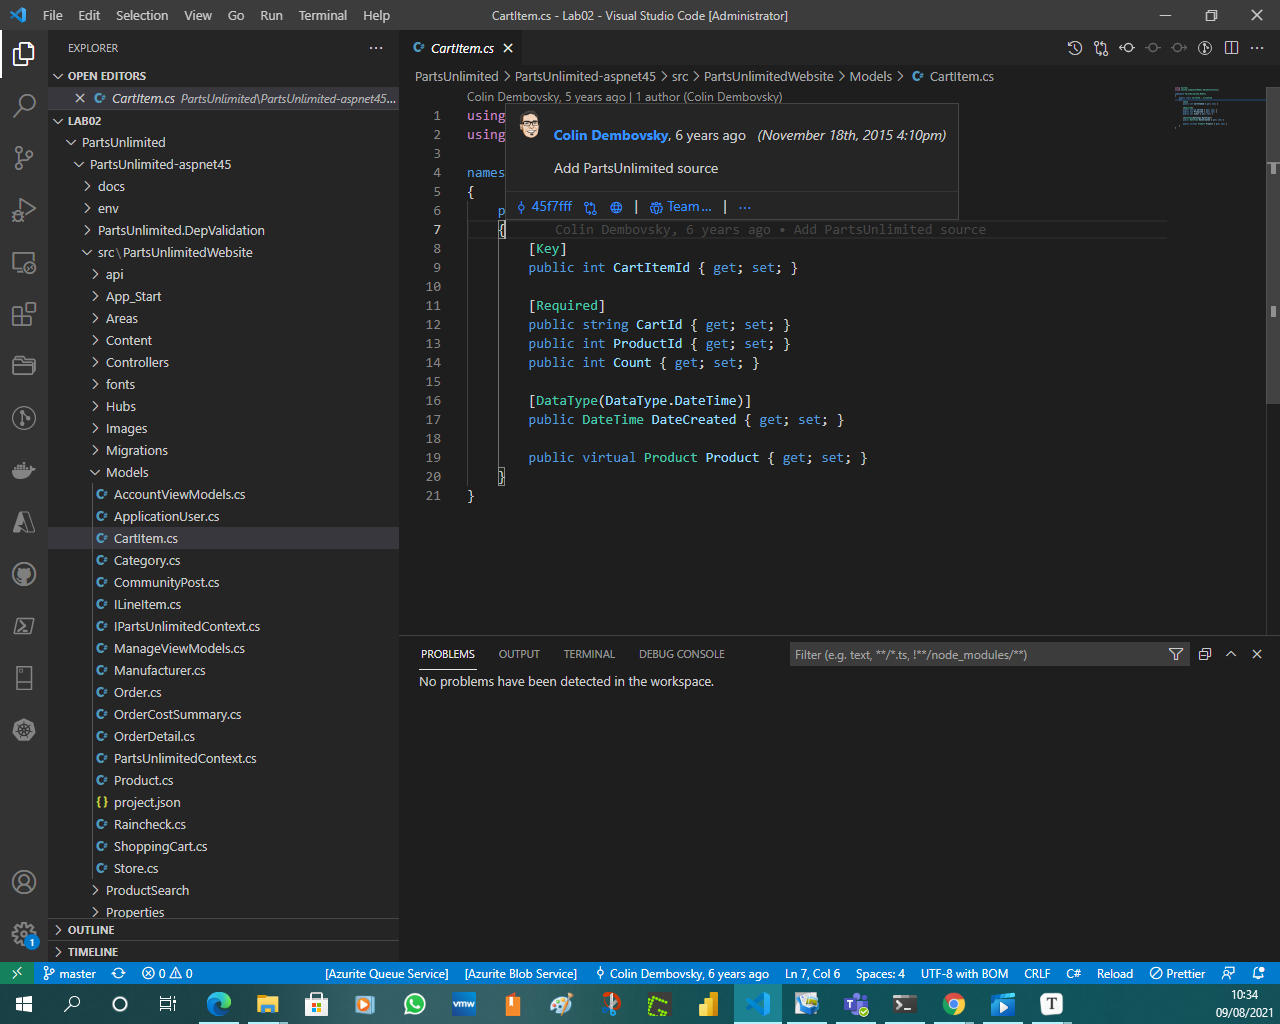 File Edit Selection View Go Run Terminal Help
CartItem.cs - Lab02 - Visual Studio Code [Administrator]
EXPLORER
OPEN EDITORS
CartItem.cs PartsUnlimited\PartsUnlimited-aspnet45...
LAB02
PartsUnlimited
PartsUnlimited-aspnet45
docs
env
PartsUnlimited.DepValidation
src\PartsUnlimitedWebsite
api
App_Start
Areas
Content
Controllers
fonts
Hubs
Images
Migrations
Models
AccountViewModels.cs
ApplicationUser.cs
CartItem.cs
Category.cs
CommunityPost.cs
ILineItem.cs
IPartsUnlimitedContext.cs
ManageViewModels.cs
Manufacturer.cs
Order.cs
OrderCostSummary.cs
OrderDetail.cs
PartsUnlimitedContext.cs
Product.cs
project.json
Raincheck.cs
ShoppingCart.cs
Store.cs
ProductSearch
Properties
OUTLINE
TIMELINE
1
CartItem.cs
PartsUnlimited > PartsUnlimited-aspnet45 > src > PartsUnlimitedWebsite > Models > CartItem.cs
Colin Dembovsky, 5 years ago | 1 author (Colin Dembovsky)
1 using
2 using
3
4 names
5 {
6 p
7 { Colin Dembovsky, 6 years ago • Add PartsUnlimited source
8 [Key]
9 public int CartItemId { get; set; }
10
11 [Required]
12 public string CartId { get; set; }
13 public int ProductId { get; set; }
14 public int Count { get; set; }
15
16 [DataType(DataType.DateTime)]
17 public DateTime DateCreated { get; set; }
18
19 public virtual Product Product { get; set; }
20 }
21 }
Colin Dembovsky, 6 years ago (November 18th, 2015 4:10pm)
Add PartsUnlimited source
45f7fff | Team... | ...
PROBLEMS OUTPUT TERMINAL DEBUG CONSOLE
Filter (e.g. text, **/*.ts, !**/node_modules/**)
No problems have been detected in the workspace.
master 0 0 [Azurite Queue Service] [Azurite Blob Service] Colin Dembovsky, 6 years ago Ln 7, Col 6 Spaces: 4 UTF-8 with BOM CRLF C# Reload Prettier
vmw
T
10:34
09/08/2021